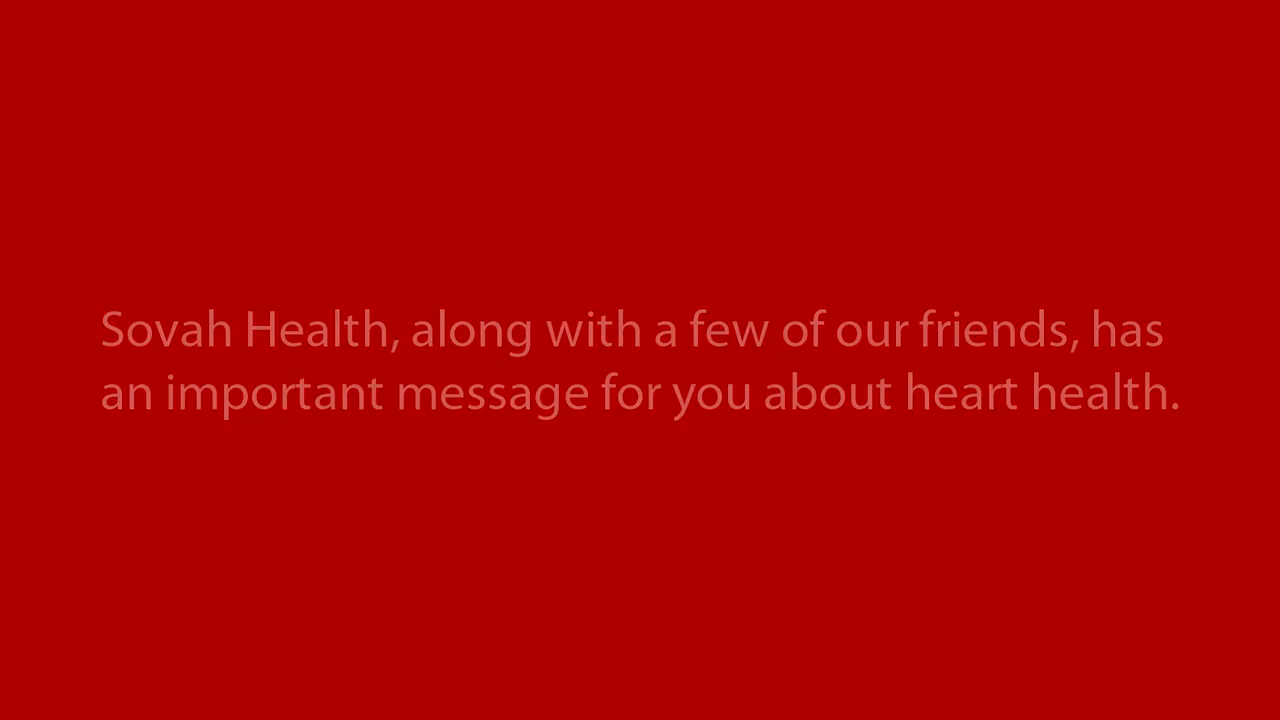 Sovah Health, along with a few of our friends, has
an important message for you about heart health.